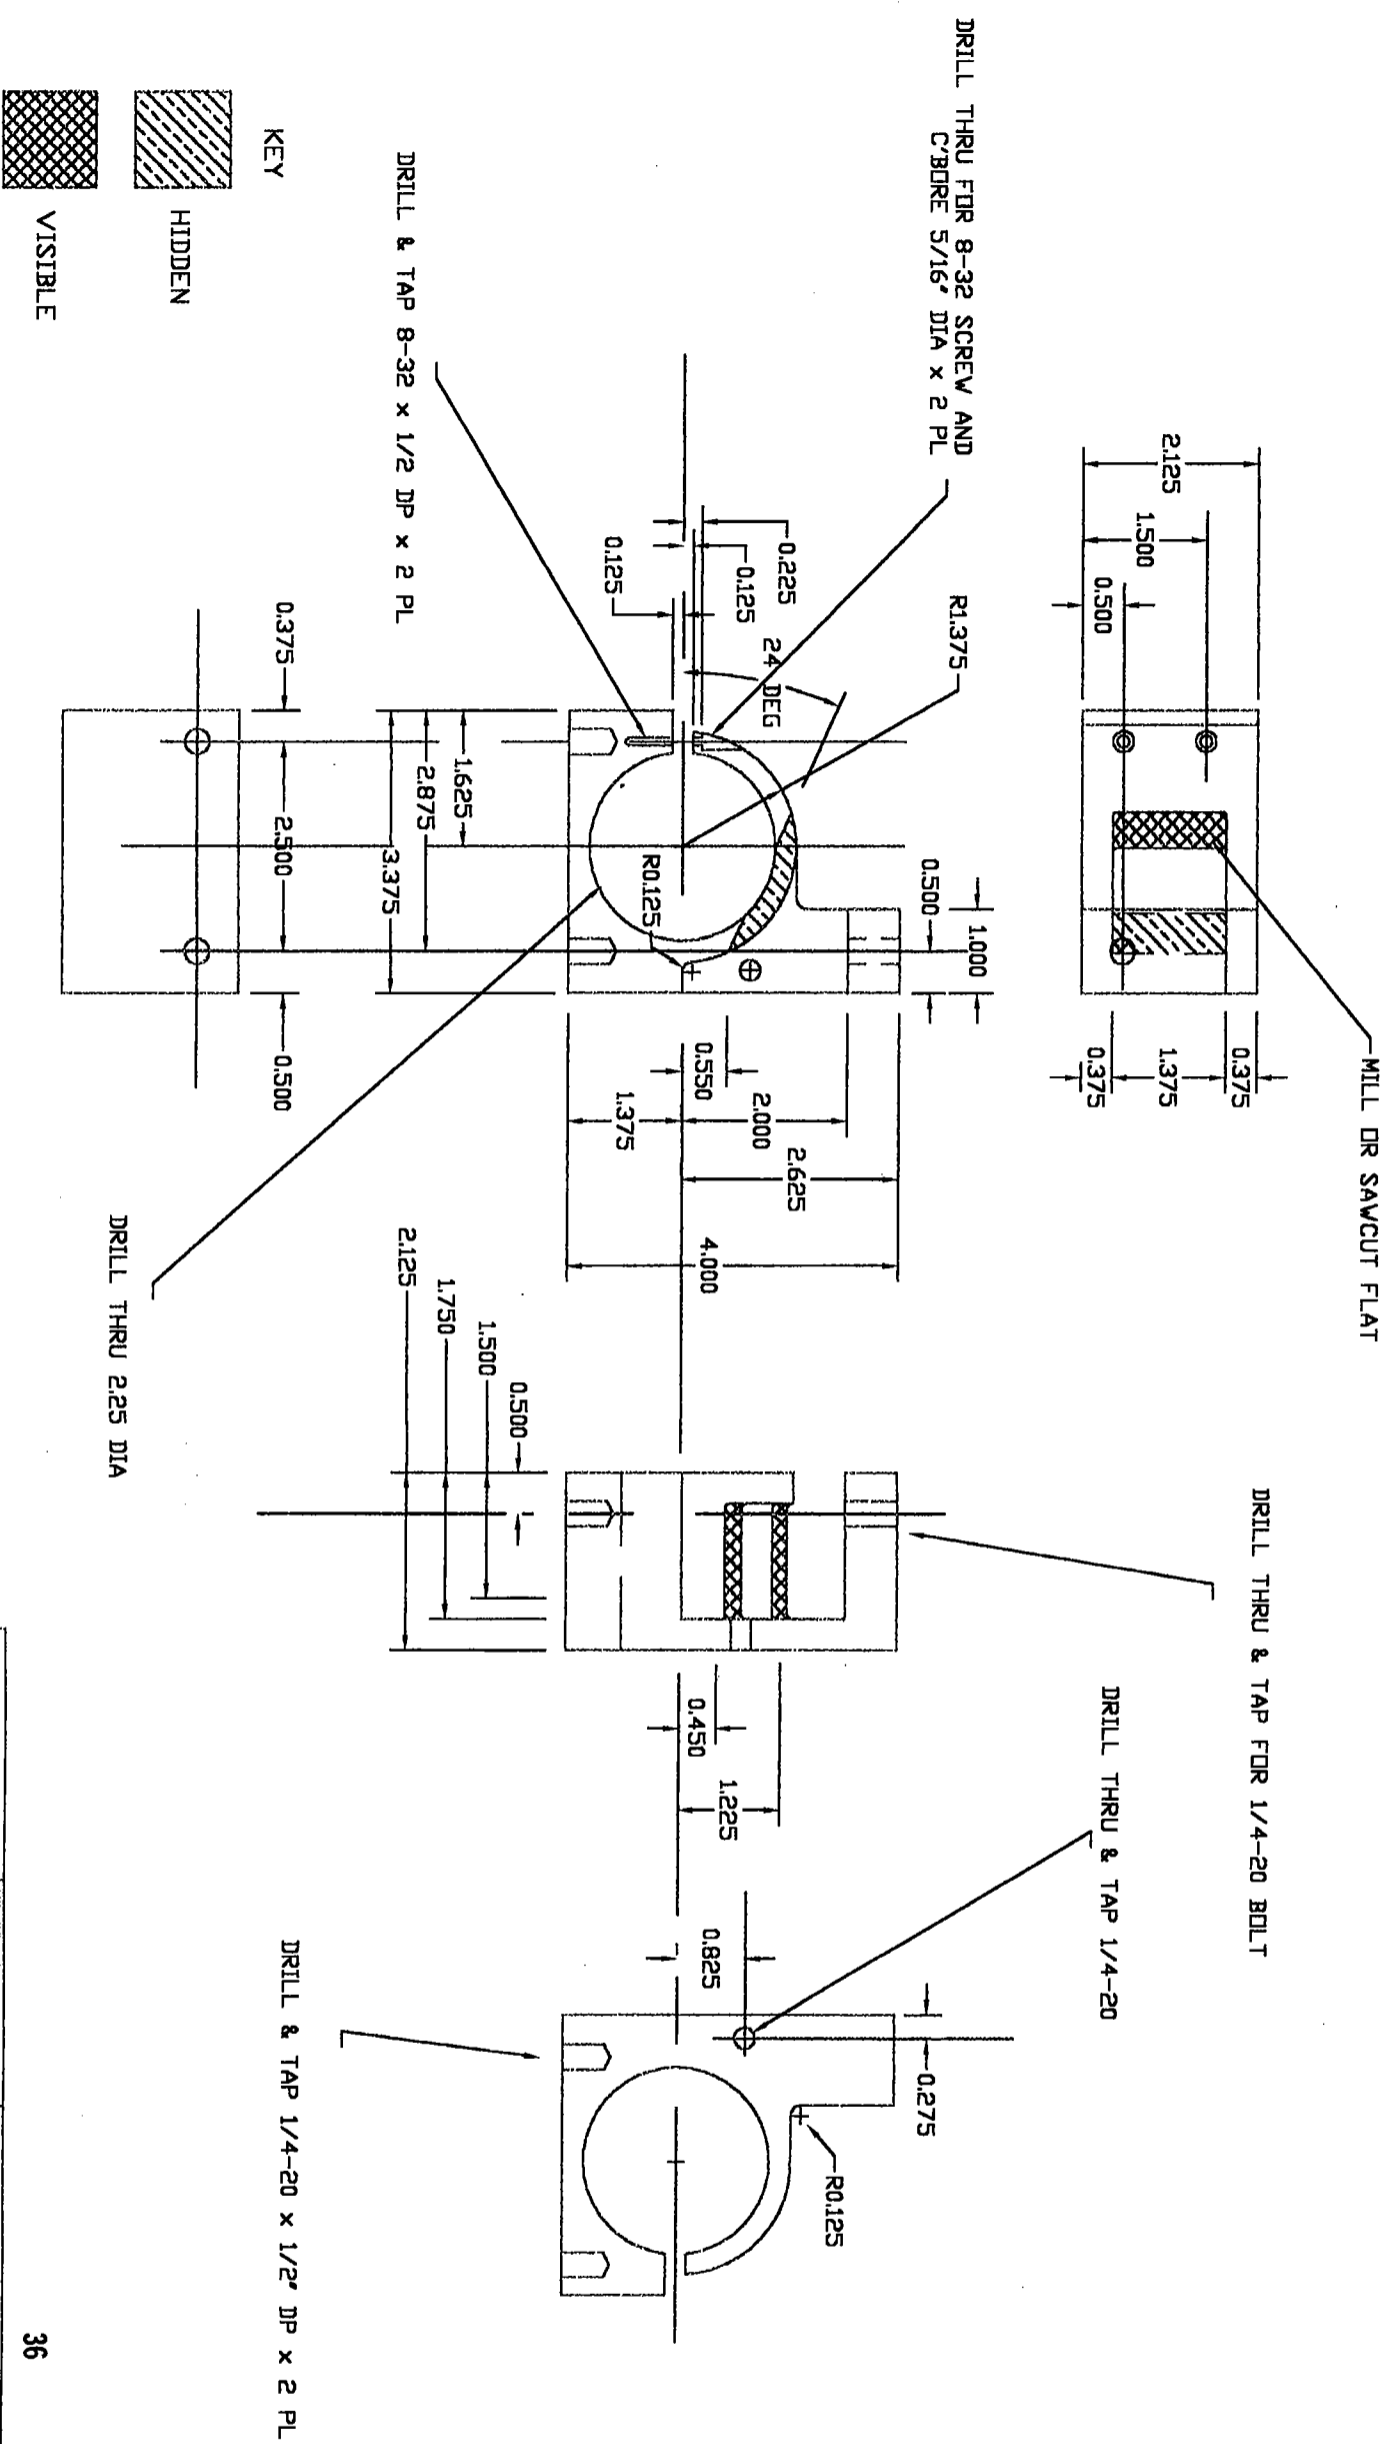 DRILL THRU FOR 8-32 SCREW AND
C'BORE 5/16" DIA x 2 PL
MILL OR SAWCUT FLAT
2.125
1.500
0.500
0.375
1.375
0.375
DRILL & TAP 8-32 x 1/2 DP x 2 PL
0.225
0.125
0.125
24 DEG
R1.375
R0.125
0.500
1.000
0.550
2.000
1.375
2.625
4.000
1.625
2.875
3.375
0.375
2.500
0.500
DRILL THRU 2.25 DIA
KEY
HIDDEN
VISIBLE
DRILL THRU & TAP FOR 1/4-20 BOLT
2.125
1.750
1.500
0.500
0.450
1.225
DRILL THRU & TAP 1/4-20
0.825
0.275
R0.125
DRILL & TAP 1/4-20 x 1/2" DP x 2 PL
36